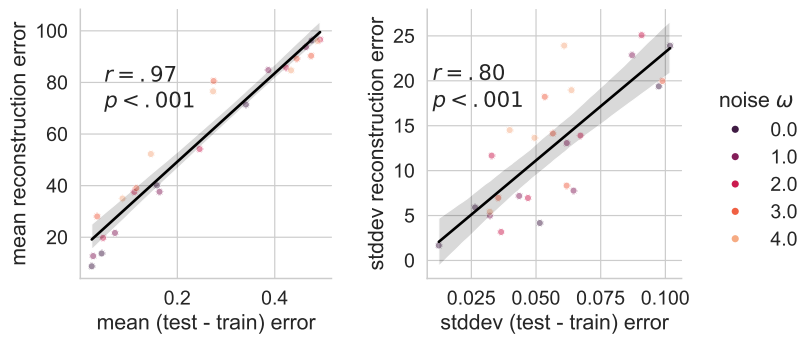 mean reconstruction error
100
80
60
40
20
r = .97
p < .001
0.2
0.4
mean (test - train) error
stddev reconstruction error
25
20
15
10
5
0
r = .80
p < .001
0.025
0.050
0.075
0.100
stddev (test - train) error
noise ω
0.0
1.0
2.0
3.0
4.0